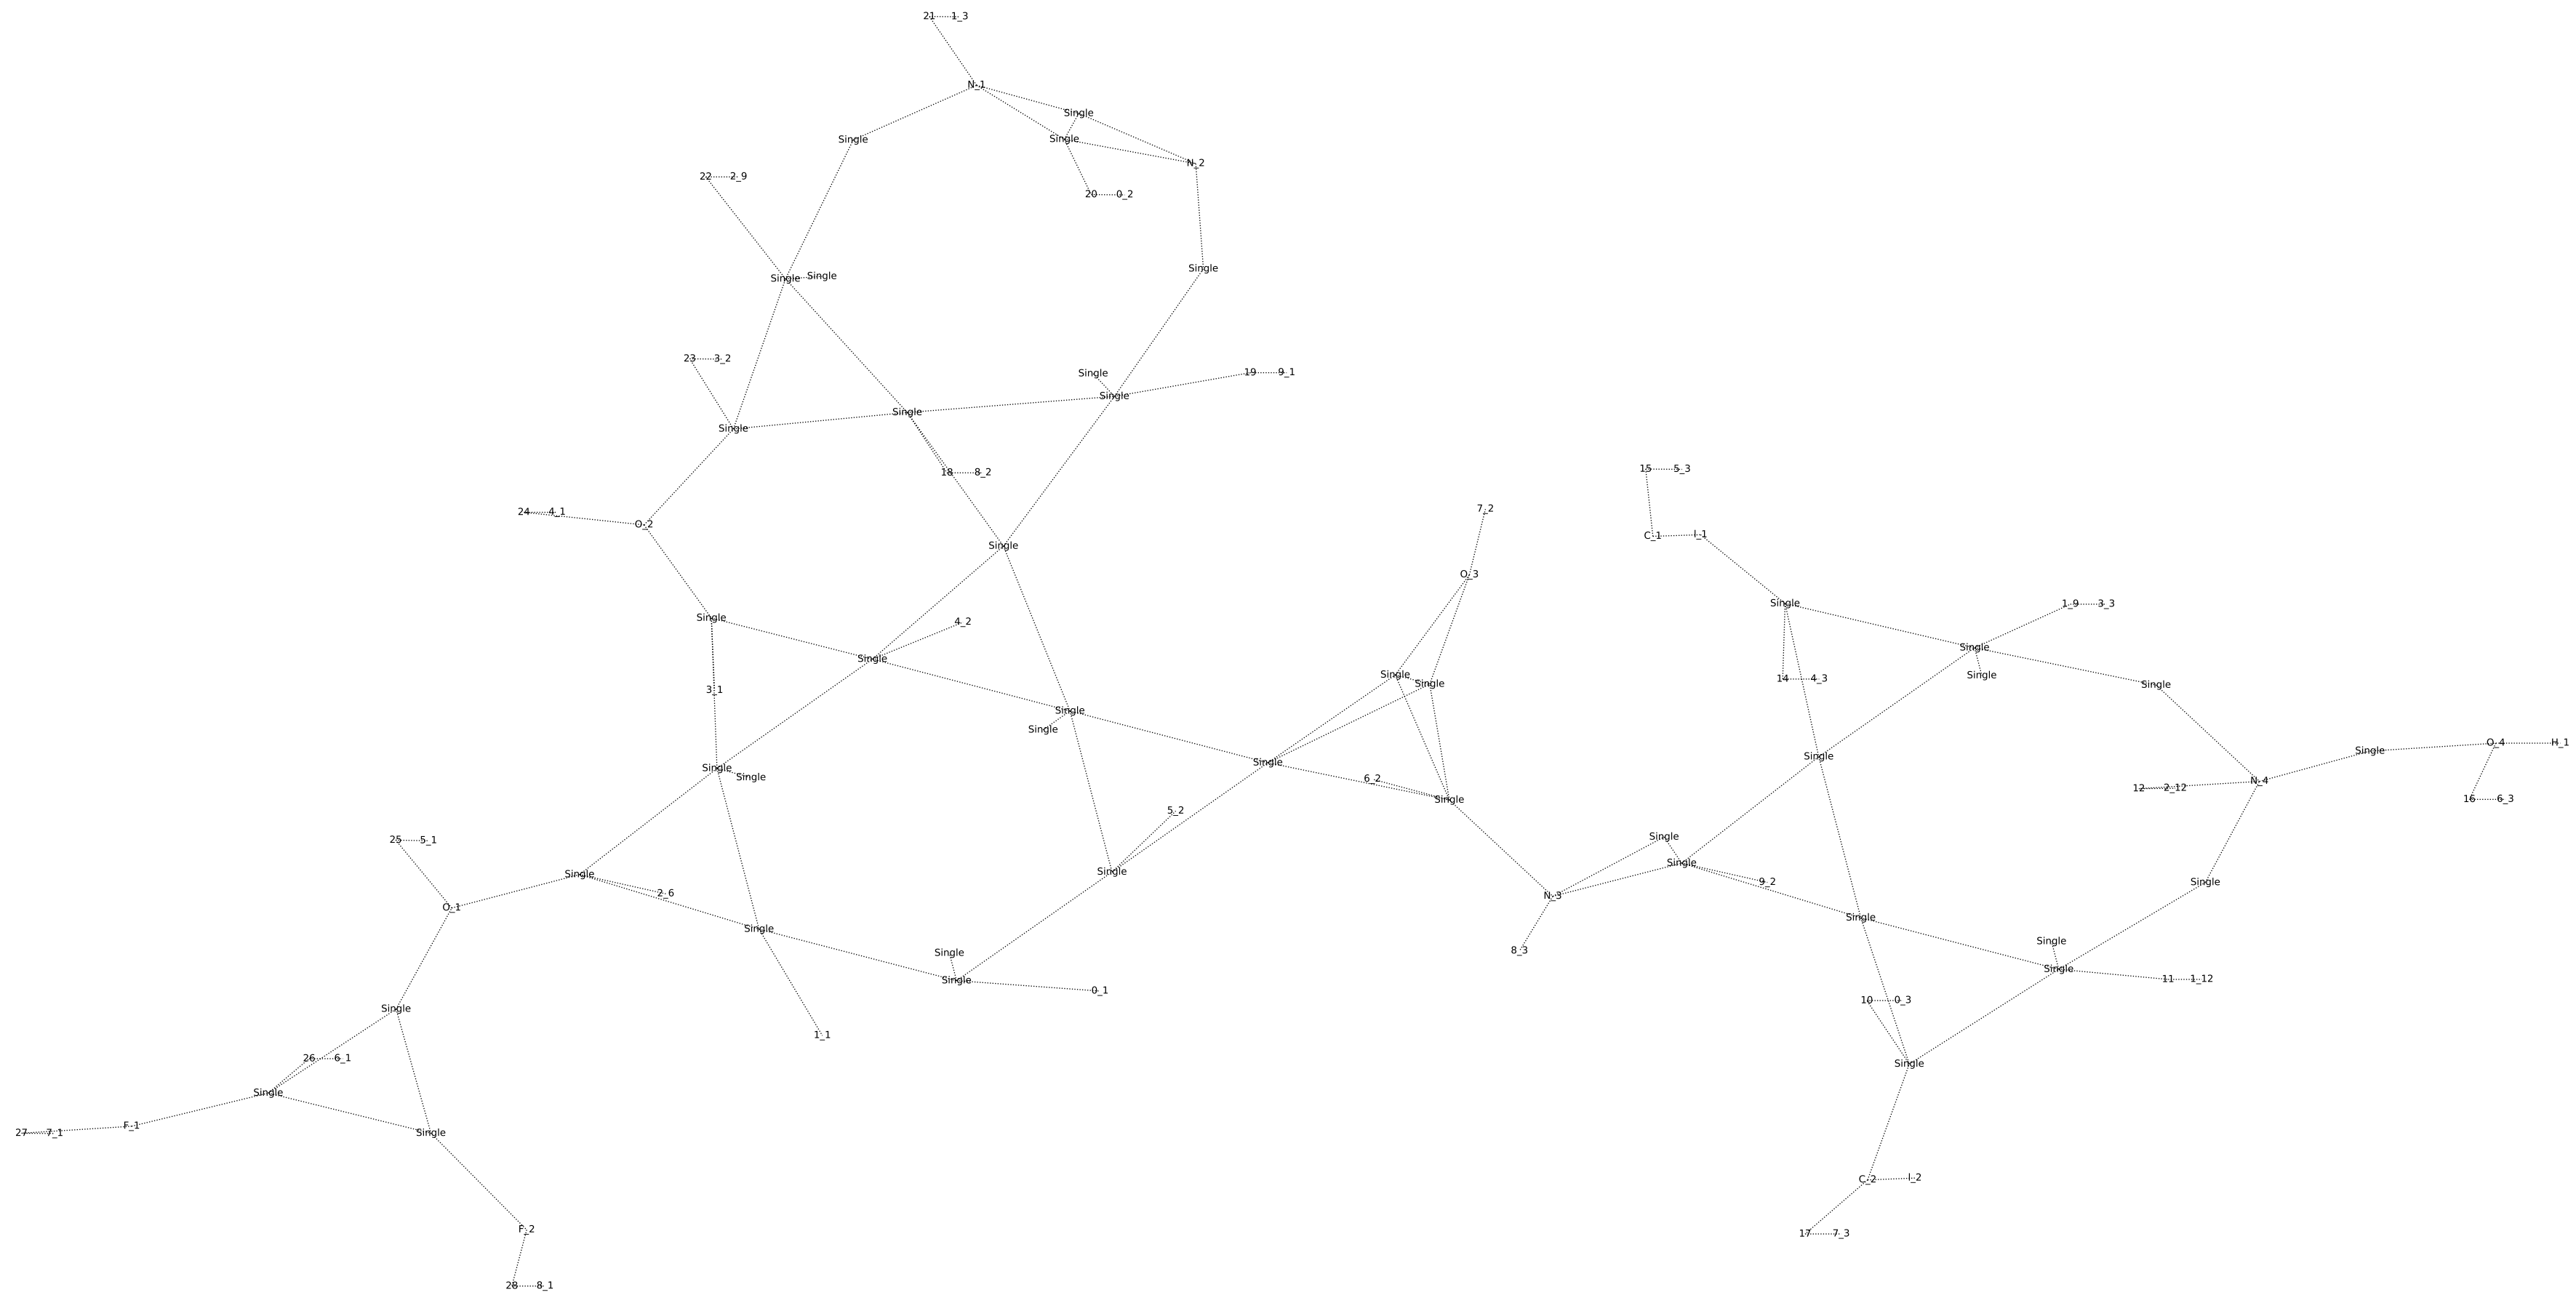 21 1_3
N_1
Single
Single Single
N_2
22 2_9
20 0_2
Single
Single Single
23 3_2
Single 19 9_1
Single
Single
Single
15 5_3
18 8_2
7_2
24 4_1
O_2
C_1 I_1
Single
O_3
Single 1_9 3_3
Single
4_2
Single
Single
Single
Single
14 4_3
Single
Single
3_1
Single
Single
O_4 H_1
Single
Single
Single
Single
Single
6_2
N_4
12 2_12
Single
16 6_3
5_2
Single
25 5_1
Single
Single
Single
9_2
Single
2_6
N_3
O_1
Single
Single
Single
8_3
Single
Single
Single
11 1_12
0_1
10 0_3
Single
1_1
26 6_1
Single
Single
F_1
27 7_1
Single
C_2 I_2
F_2
17 7_3
28 8_1